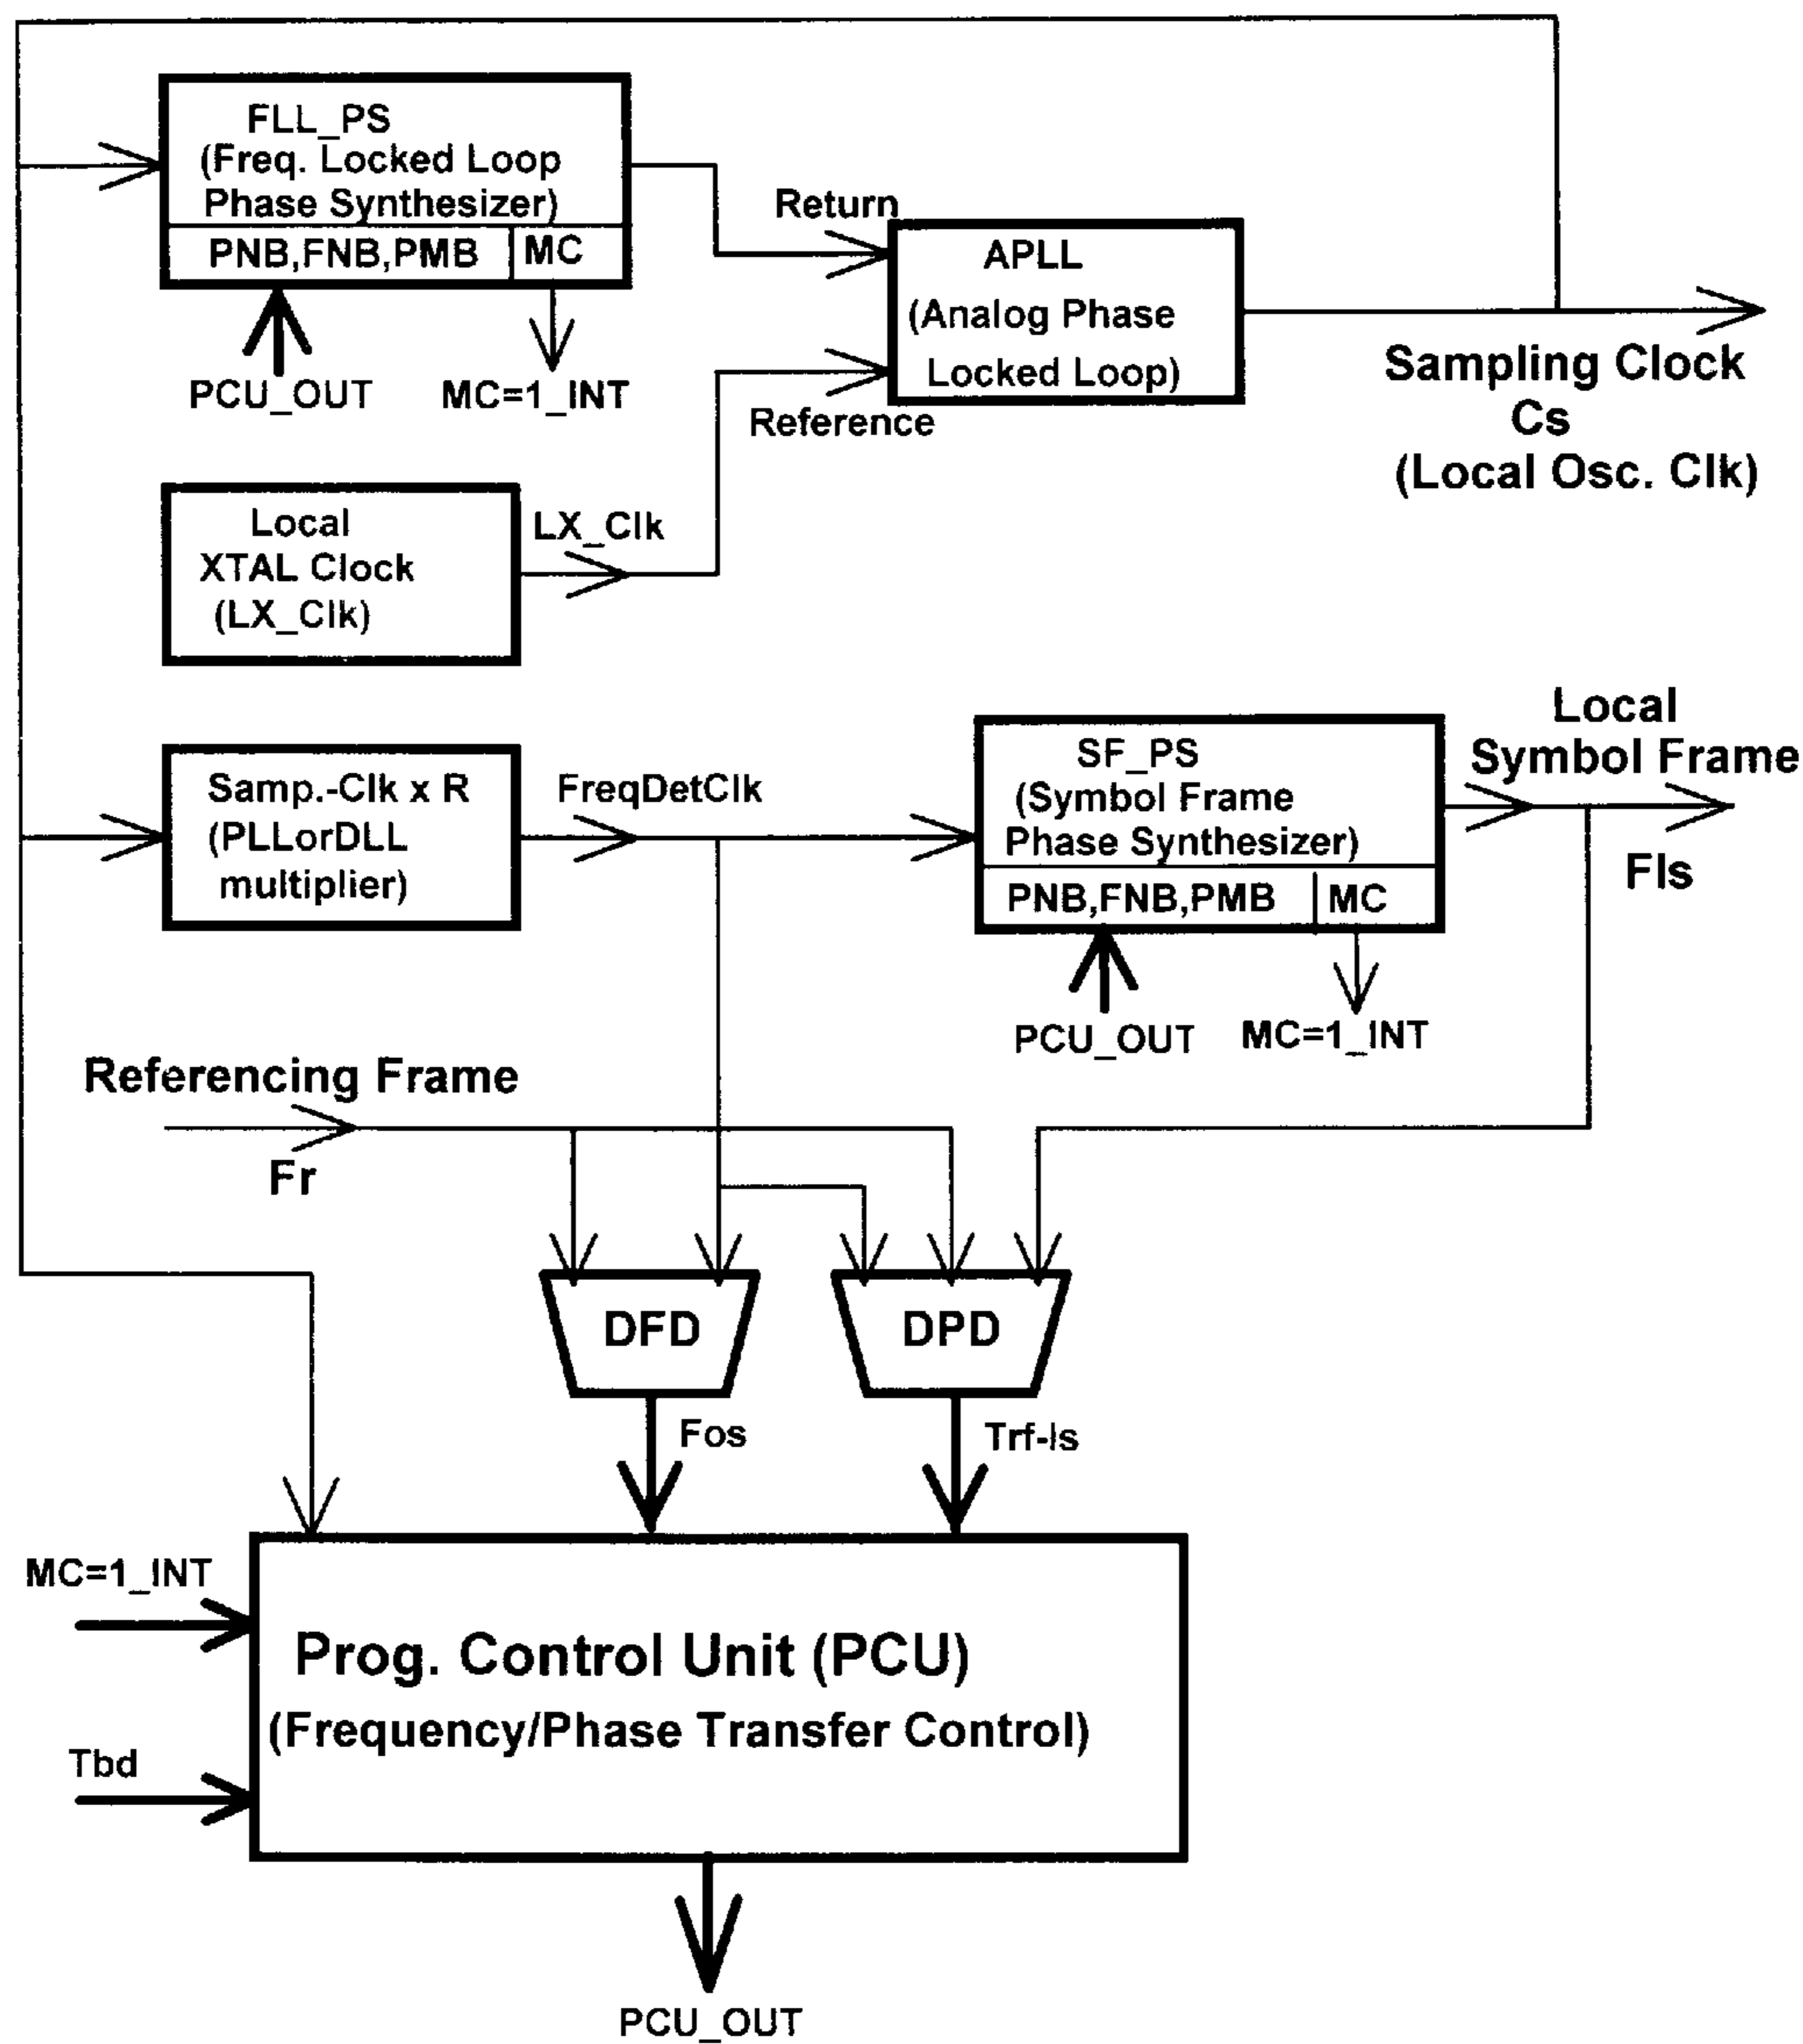 FLL_PS
(Freq. Locked Loop
Phase Synthesizer)
PNB,FNB,PMB
MC
PCU_OUT
MC=1_INT
Return
APLL
(Analog Phase
Locked Loop)
Reference
Sampling Clock
Cs
(Local Osc. Clk)
Local
XTAL Clock
(LX_Clk)
LX_Clk
Samp.-Clk x R
(PLLorDLL
multiplier)
FreqDetClk
SF_PS
(Symbol Frame
Phase Synthesizer)
PNB,FNB,PMB
MC
PCU_OUT
MC=1_INT
Local
Symbol Frame
Fls
Referencing Frame
Fr
DFD
DPD
Fos
Trf-ls
MC=1_INT
Tbd
Prog. Control Unit (PCU)
(Frequency/Phase Transfer Control)
PCU_OUT